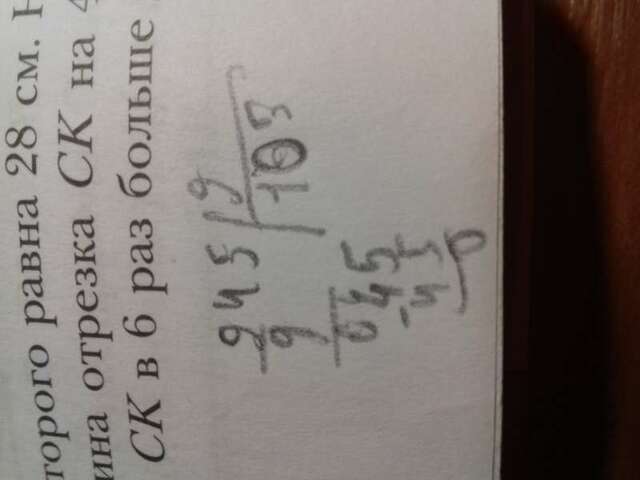 торого равна 28 см. Н
ина отрезка СК на 4
СК в 6 раз больше
945 9
9 105
045
-45
0